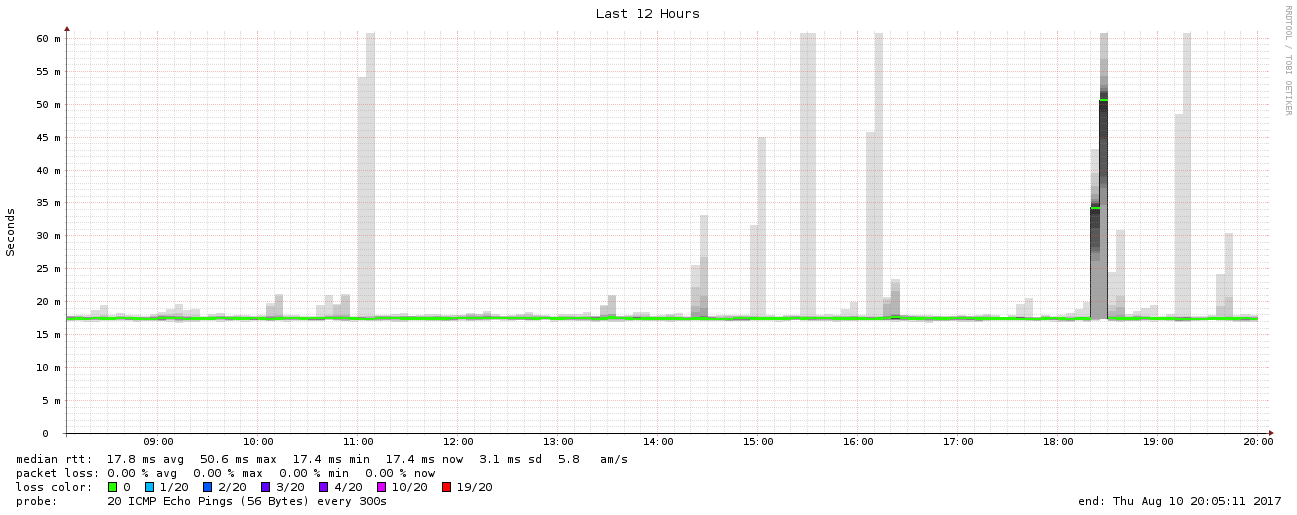 Last 12 Hours
RRDTOOL / TOBI OETIKER
Seconds
60 m
55 m
50 m
45 m
40 m
35 m
30 m
25 m
20 m
15 m
10 m
5 m
0
09:00 10:00 11:00 12:00 13:00 14:00 15:00 16:00 17:00 18:00 19:00 20:00
median rtt: 17.8 ms avg 50.6 ms max 17.4 ms min 17.4 ms now 3.1 ms sd 5.8 am/s
packet loss: 0.00 % avg 0.00 % max 0.00 % min 0.00 % now
loss color: 0 1/20 2/20 3/20 4/20 10/20 19/20
probe: 20 ICMP Echo Pings (56 Bytes) every 300s end: Thu Aug 10 20:05:11 2017